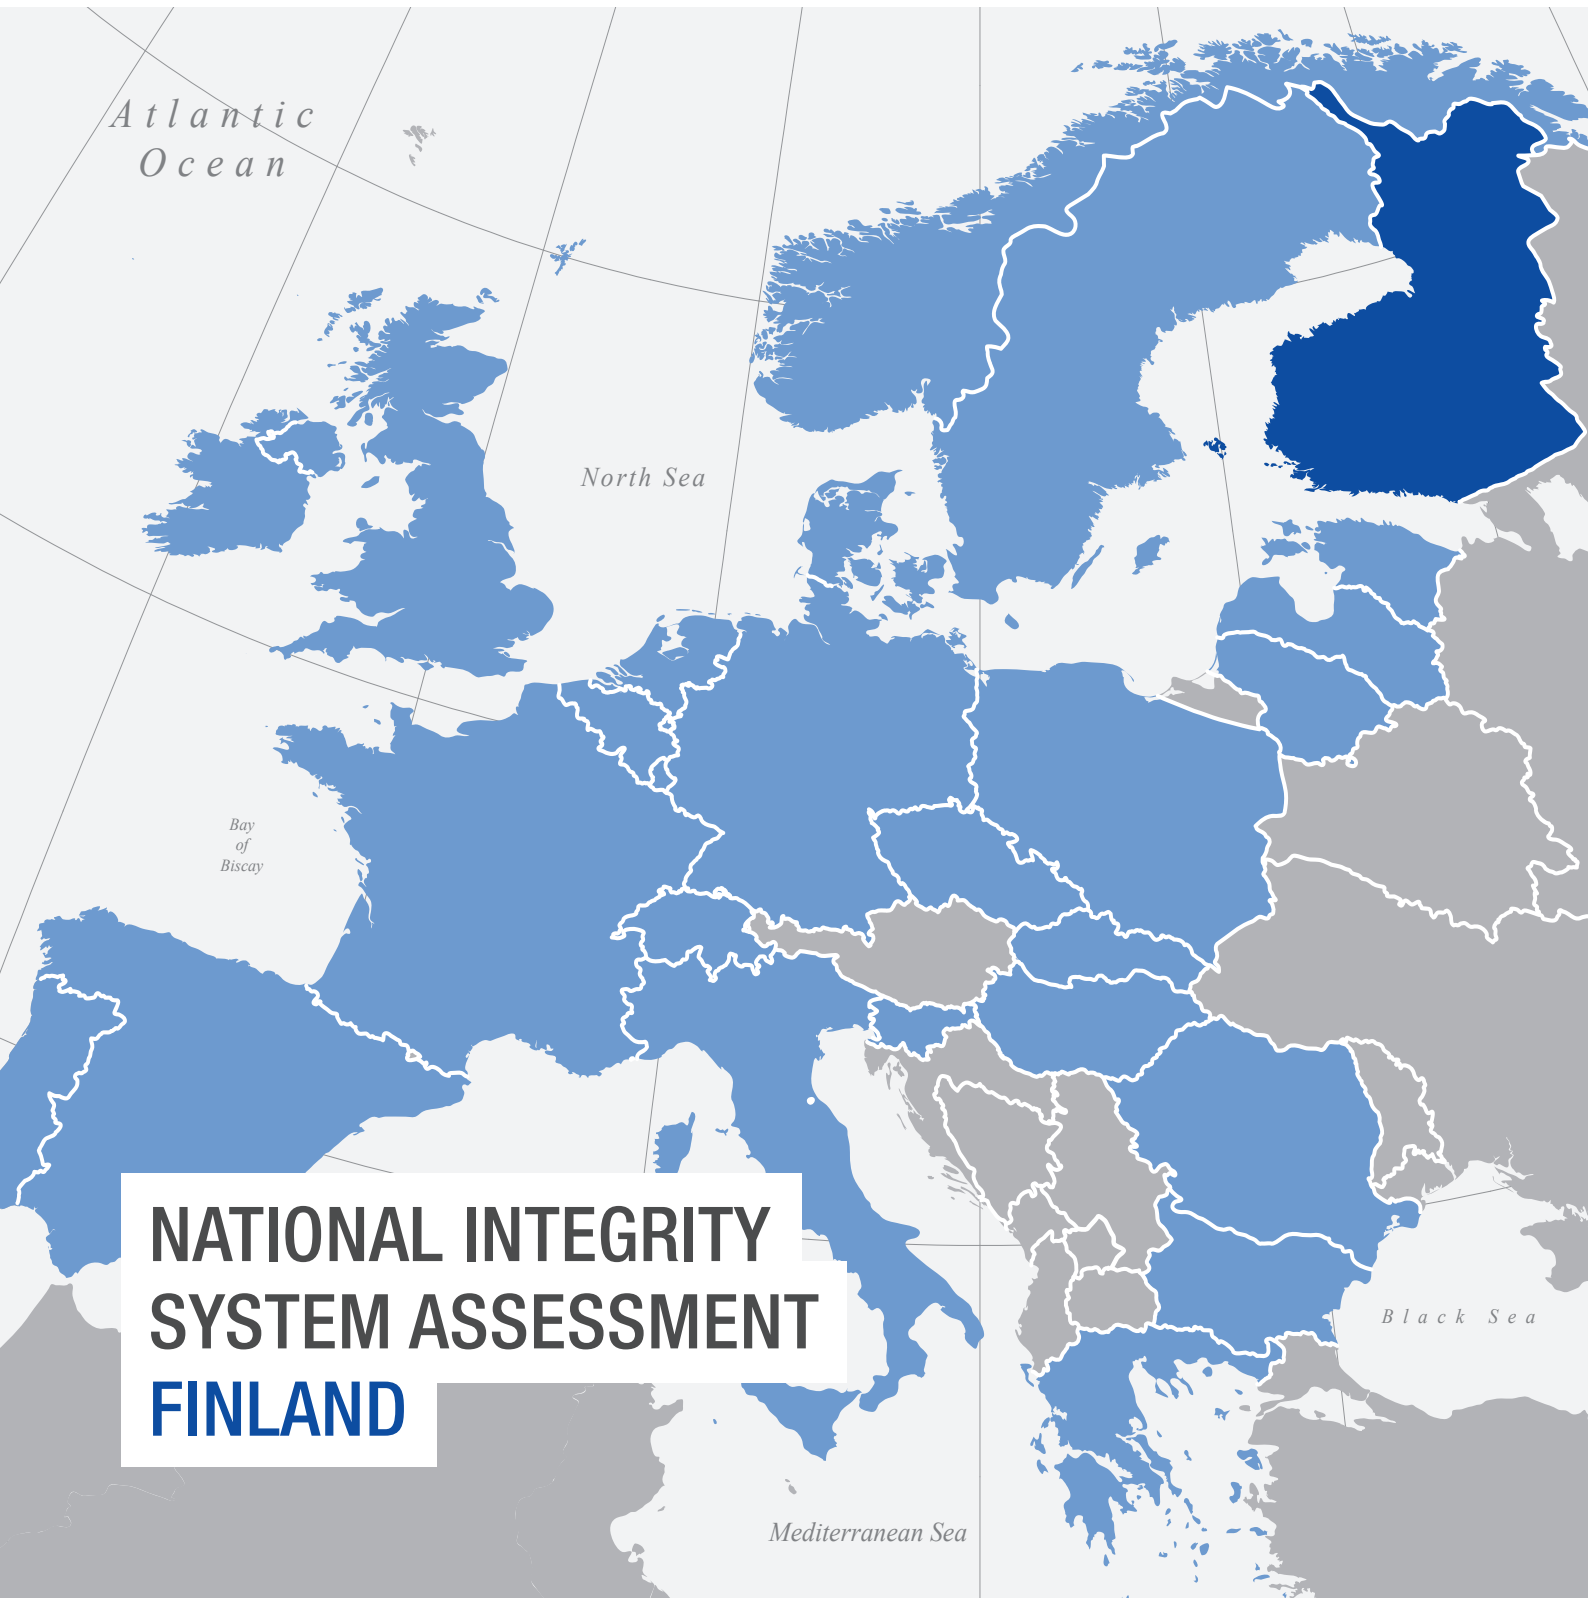 Atlantic
Ocean
North Sea
Bay
of
Biscay
NATIONAL INTEGRITY
SYSTEM ASSESSMENT
FINLAND
Black Sea
Mediterranean Sea